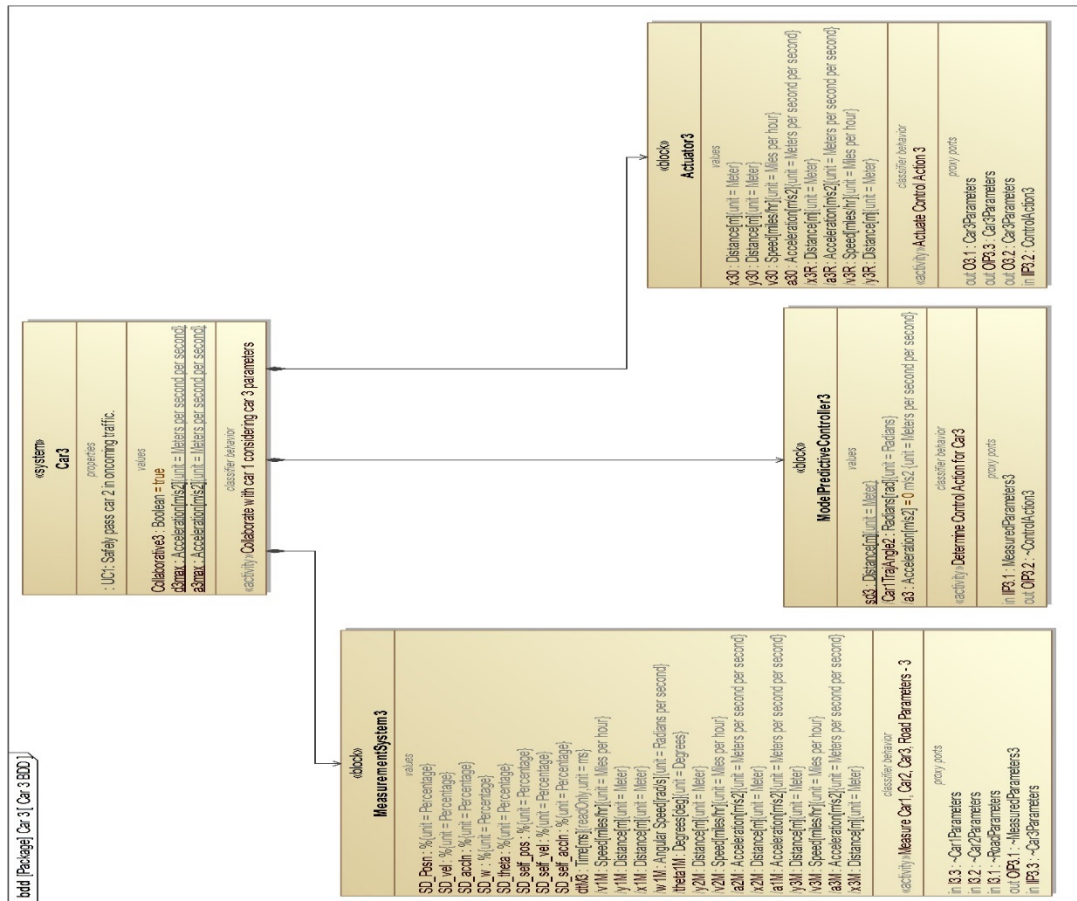 bdd [Package] Car 3 [ Car 3 BDD ]
«system»
Car3
properties
: UC1: Safely pass car 2 in oncoming traffic.
values
Collaborative3 : Boolean = true
d3max : Acceleration[m/s2]{unit = Meters per second per second}
a3max : Acceleration[m/s2]{unit = Meters per second per second}
classifier behavior
«activity»Collaborate with car 1 considering car 3 parameters
«block»
MeasurementSystem3
values
SD_Posn : %{unit = Percentage}
SD_vel : %{unit = Percentage}
SD_accln : %{unit = Percentage}
SD_w : %{unit = Percentage}
SD_theta : %{unit = Percentage}
SD_self_pos : %{unit = Percentage}
SD_self_vel : %{unit = Percentage}
SD_self_accln : %{unit = Percentage}
/dtM3 : Time[ms]{readOnly,unit = ms}
/v1M : Speed[miles/hr]{unit = Miles per hour}
/y1M : Distance[m]{unit = Meter}
/x1M : Distance[m]{unit = Meter}
/w1M : Angular Speed[rad/s]{unit = Radians per second}
/theta1M : Degrees[deg]{unit = Degrees}
/y2M : Distance[m]{unit = Meter}
/v2M : Speed[miles/hr]{unit = Miles per hour}
/a2M : Acceleration[m/s2]{unit = Meters per second per second}
/x2M : Distance[m]{unit = Meter}
/a1M : Acceleration[m/s2]{unit = Meters per second per second}
/y3M : Distance[m]{unit = Meter}
/v3M : Speed[miles/hr]{unit = Miles per hour}
/a3M : Acceleration[m/s2]{unit = Meters per second per second}
/x3M : Distance[m]{unit = Meter}
classifier behavior
«activity»Measure Car1, Car2, Car3, Road Parameters - 3
proxy ports
in I3.3 : ~Car1Parameters
in I3.2 : ~Car2Parameters
in I3.1 : ~RoadParameters
out OIP3.1 : ~MeasuredParameters3
in IIP3.3 : ~Car3Parameters
«block»
ModelPredictiveController3
values
sd3 : Distance[m]{unit = Meter}
/Car1TrajAngle2 : Radians[rad]{unit = Radians}
/a3 : Acceleration[m/s2] = 0 m/s2 {unit = Meters per second per second}
classifier behavior
«activity»Determine Control Action for Car3
proxy ports
in IIP3.1 : MeasuredParameters3
out OIP3.2 : ~ControlAction3
«block»
Actuator3
values
x30 : Distance[m]{unit = Meter}
y30 : Distance[m]{unit = Meter}
v30 : Speed[miles/hr]{unit = Miles per hour}
a30 : Acceleration[m/s2]{unit = Meters per second per second}
/x3R : Distance[m]{unit = Meter}
/a3R : Acceleration[m/s2]{unit = Meters per second per second}
/v3R : Speed[miles/hr]{unit = Miles per hour}
/y3R : Distance[m]{unit = Meter}
classifier behavior
«activity»Actuate Control Action 3
proxy ports
out O3.1 : Car3Parameters
out OIP3.3 : Car3Parameters
out O3.2 : Car3Parameters
in IIP3.2 : ControlAction3